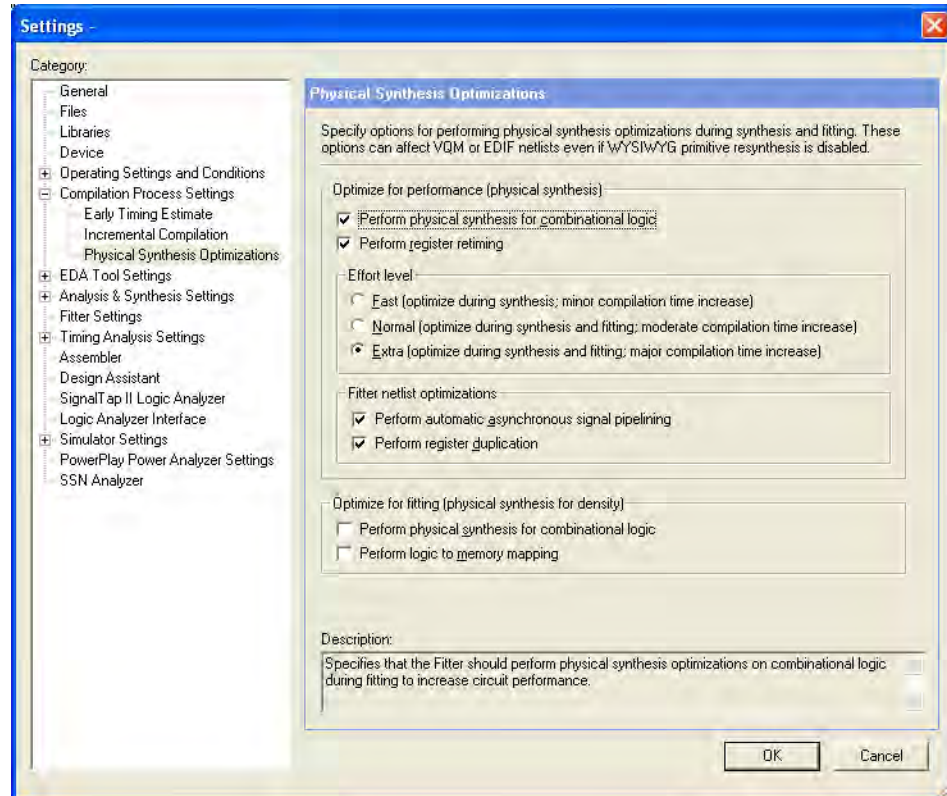 Settings -
Category:
General
Files
Libraries
Device
Operating Settings and Conditions
Compilation Process Settings
Early Timing Estimate
Incremental Compilation
Physical Synthesis Optimizations
EDA Tool Settings
Analysis & Synthesis Settings
Fitter Settings
Timing Analysis Settings
Assembler
Design Assistant
SignalTap II Logic Analyzer
Logic Analyzer Interface
Simulator Settings
PowerPlay Power Analyzer Settings
SSN Analyzer
Physical Synthesis Optimizations
Specify options for performing physical synthesis optimizations during synthesis and fitting. These
options can affect VQM or EDIF netlists even if WYSIWYG primitive resynthesis is disabled.
Optimize for performance (physical synthesis)
Perform physical synthesis for combinational logic
Perform register retiming
Effort level
Fast (optimize during synthesis; minor compilation time increase)
Normal (optimize during synthesis and fitting; moderate compilation time increase)
Extra (optimize during synthesis and fitting; major compilation time increase)
Fitter netlist optimizations
Perform automatic asynchronous signal pipelining
Perform register duplication
Optimize for fitting (physical synthesis for density)
Perform physical synthesis for combinational logic
Perform logic to memory mapping
Description:
Specifies that the Fitter should perform physical synthesis optimizations on combinational logic
during fitting to increase circuit performance.
OK
Cancel